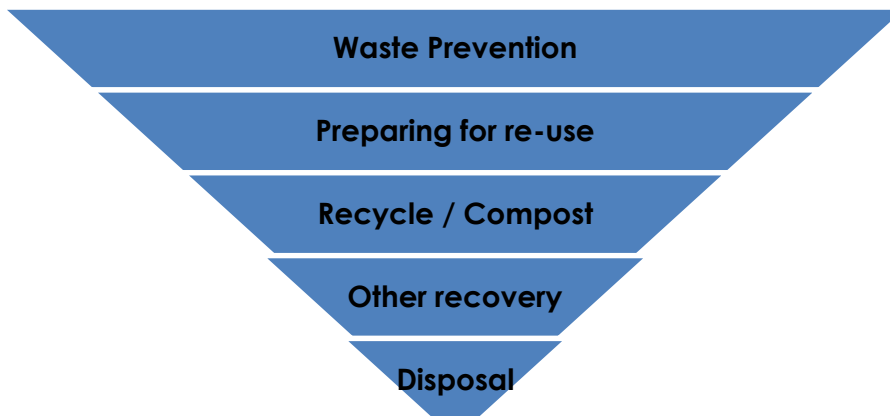 Waste Prevention
Preparing for re-use
Recycle / Compost
Other recovery
Disposal